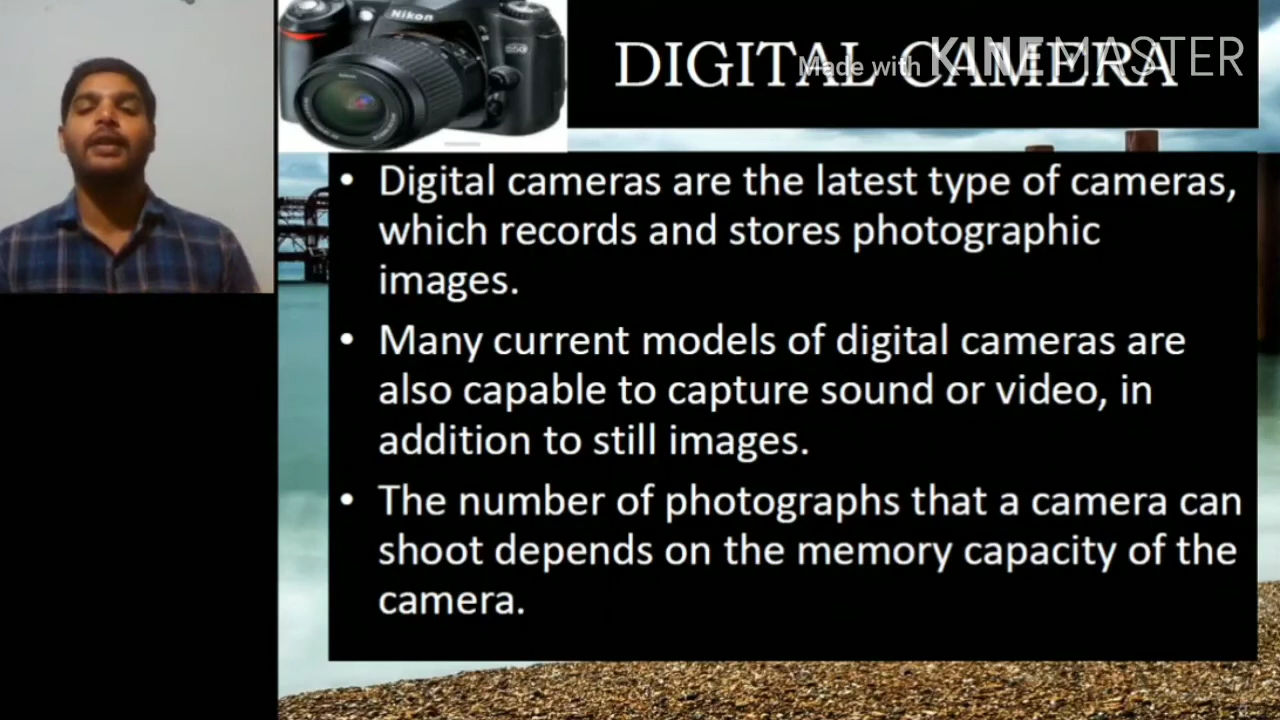 Nikon
DIGITAL CAMERA
Made with KINEMASTER
• Digital cameras are the latest type of cameras,
which records and stores photographic
images.
• Many current models of digital cameras are
also capable to capture sound or video, in
addition to still images.
• The number of photographs that a camera can
shoot depends on the memory capacity of the
camera.